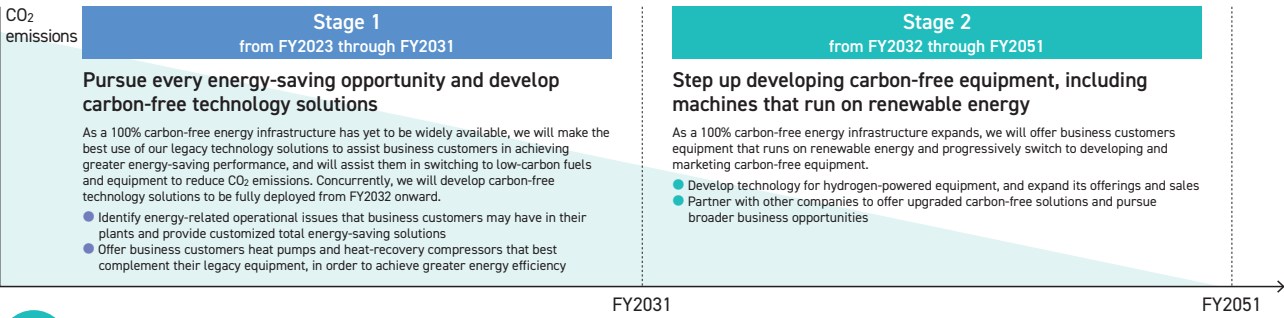 CO2
emissions
Stage 1
from FY2023 through FY2031
Pursue every energy-saving opportunity and develop
carbon-free technology solutions
As a 100% carbon-free energy infrastructure has yet to be widely available, we will make the
best use of our legacy technology solutions to assist business customers in achieving
greater energy-saving performance, and will assist them in switching to low-carbon fuels
and equipment to reduce CO2 emissions. Concurrently, we will develop carbon-free
technology solutions to be fully deployed from FY2032 onward.
● Identify energy-related operational issues that business customers may have in their
plants and provide customized total energy-saving solutions
● Offer business customers heat pumps and heat-recovery compressors that best
complement their legacy equipment, in order to achieve greater energy efficiency
Stage 2
from FY2032 through FY2051
Step up developing carbon-free equipment, including
machines that run on renewable energy
As a 100% carbon-free energy infrastructure expands, we will offer business customers
equipment that runs on renewable energy and progressively switch to developing and
marketing carbon-free equipment.
● Develop technology for hydrogen-powered equipment, and expand its offerings and sales
● Partner with other companies to offer upgraded carbon-free solutions and pursue
broader business opportunities
FY2031
FY2051